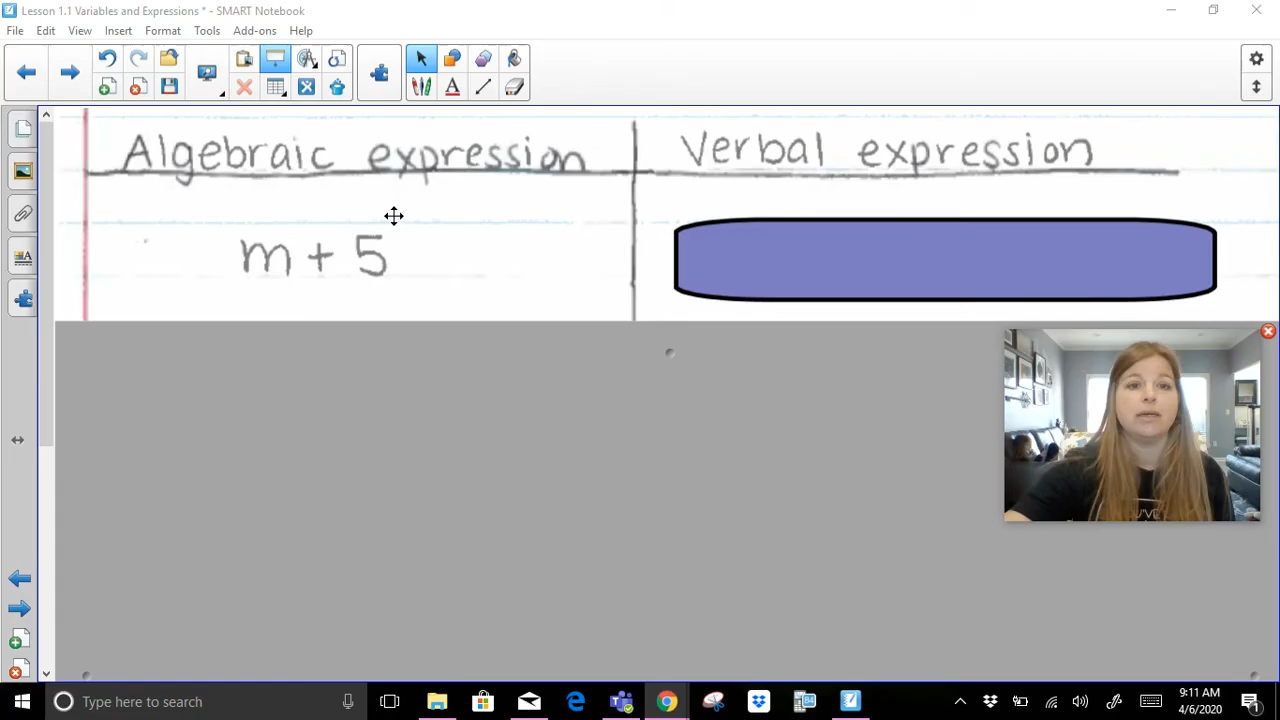 Lesson 1.1 Variables and Expressions * - SMART Notebook
File Edit View Insert Format Tools Add-ons Help
Algebraic expression Verbal expression
m + 5
Type here to search
9:11 AM
4/6/2020